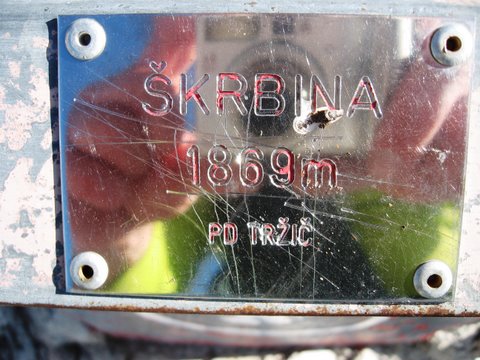 ŠKRBINA
1869m
PD TRŽIČ